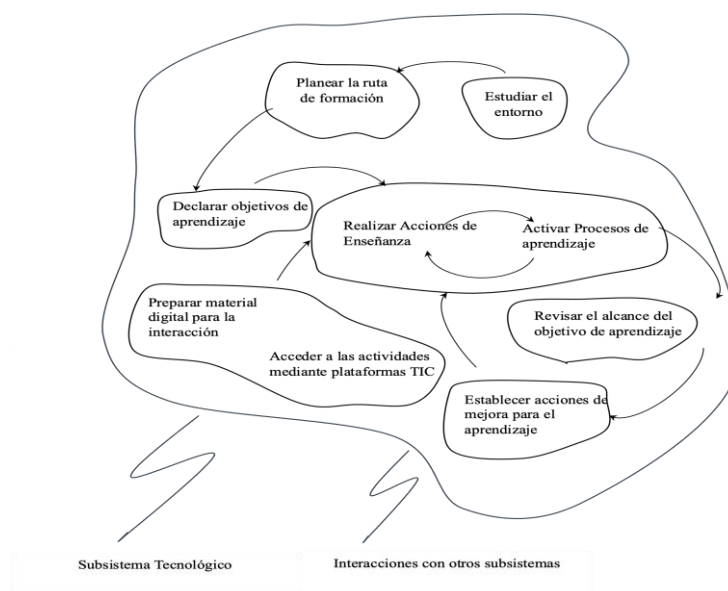 Planear la ruta
de formación
Estudiar el
entorno
Declarar objetivos de
aprendizaje
Realizar Acciones de
Enseñanza
Activar Procesos de
aprendizaje
Preparar material
digital para la
interacción
Acceder a las actividades
mediante plataformas TIC
Revisar el alcance del
objetivo de aprendizaje
Establecer acciones de
mejora para el
aprendizaje
Subsistema Tecnológico
Interacciones con otros subsistemas